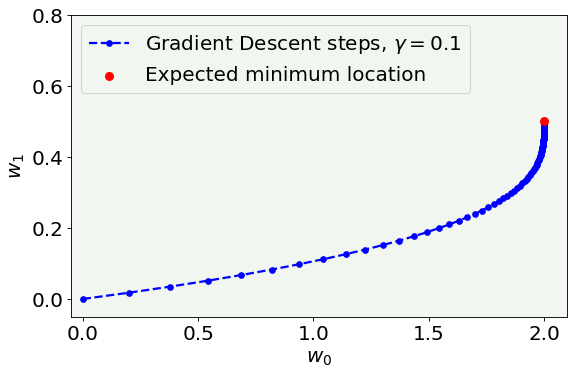 0.8
Gradient Descent steps, γ = 0.1
Expected minimum location
0.6
0.4
0.2
0.0
w₁
0.0 0.5 1.0 1.5 2.0
w₀